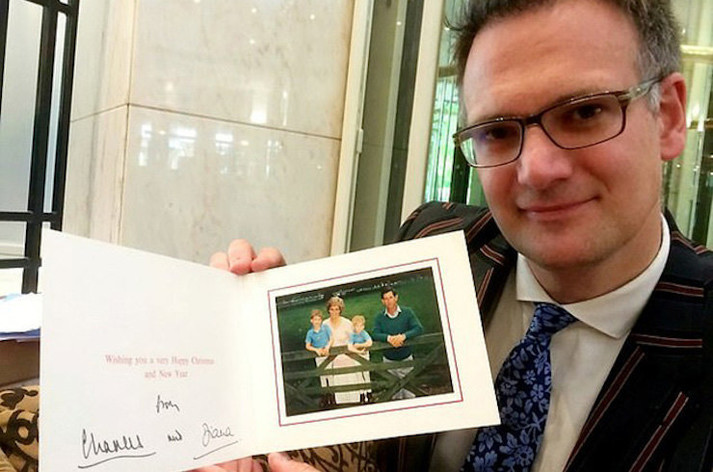 Wishing you a very Happy Christmas
and New Year
from
Charles and Diana